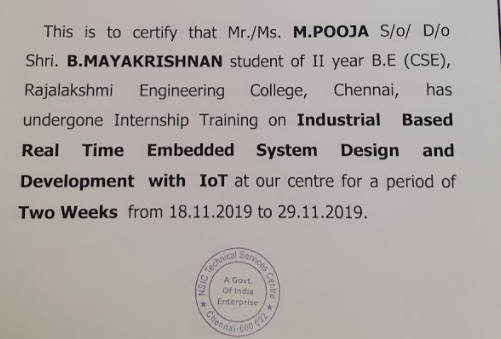 This is to certify that Mr./Ms. M.POOJA S/o/ D/o
Shri. B.MAYAKRISHNAN student of II year B.E (CSE),
Rajalakshmi Engineering College, Chennai, has
undergone Internship Training on Industrial Based
Real Time Embedded System Design and
Development with IoT at our centre for a period of
Two Weeks from 18.11.2019 to 29.11.2019.
NSIC Technical Services Centre
A Govt.
Of India
Enterprise
★ Chennai-600 032 ★